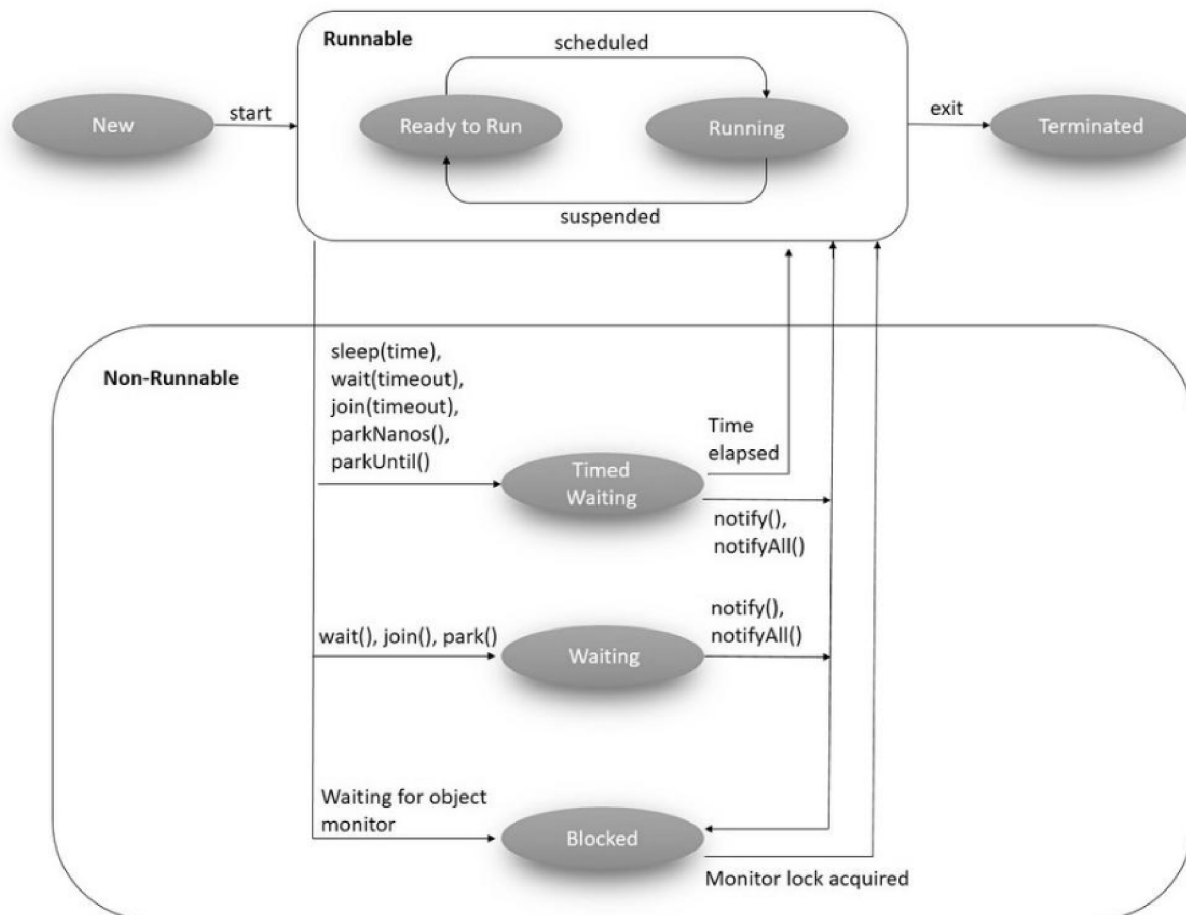 Runnable
scheduled
New
start
Ready to Run
Running
exit
Terminated
suspended
Non-Runnable
sleep(time),
wait(timeout),
join(timeout),
parkNanos(),
parkUntil()
Timed
Waiting
Time
elapsed
notify(),
notifyAll()
wait(), join(), park()
Waiting
notify(),
notifyAll()
Waiting for object
monitor
Blocked
Monitor lock acquired